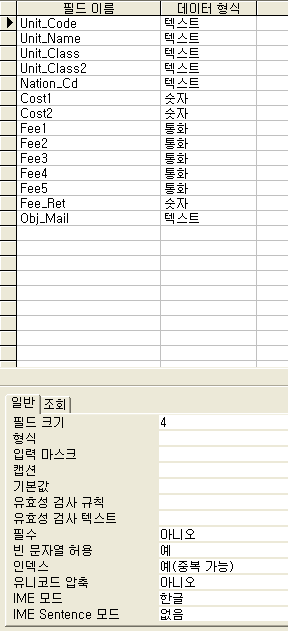 필드 이름 데이터 형식
Unit_Code 텍스트
Unit_Name 텍스트
Unit_Class 텍스트
Unit_Class2 텍스트
Nation_Cd 텍스트
Cost1 숫자
Cost2 숫자
Fee1 통화
Fee2 통화
Fee3 통화
Fee4 통화
Fee5 통화
Fee_Ret 숫자
Obj_Mail 텍스트
일반 조회
필드 크기 4
형식
입력 마스크
캡션
기본값
유효성 검사 규칙
유효성 검사 텍스트
필수 아니오
빈 문자열 허용 예
인덱스 예(중복 가능)
유니코드 압축 아니오
IME 모드 한글
IME Sentence 모드 없음